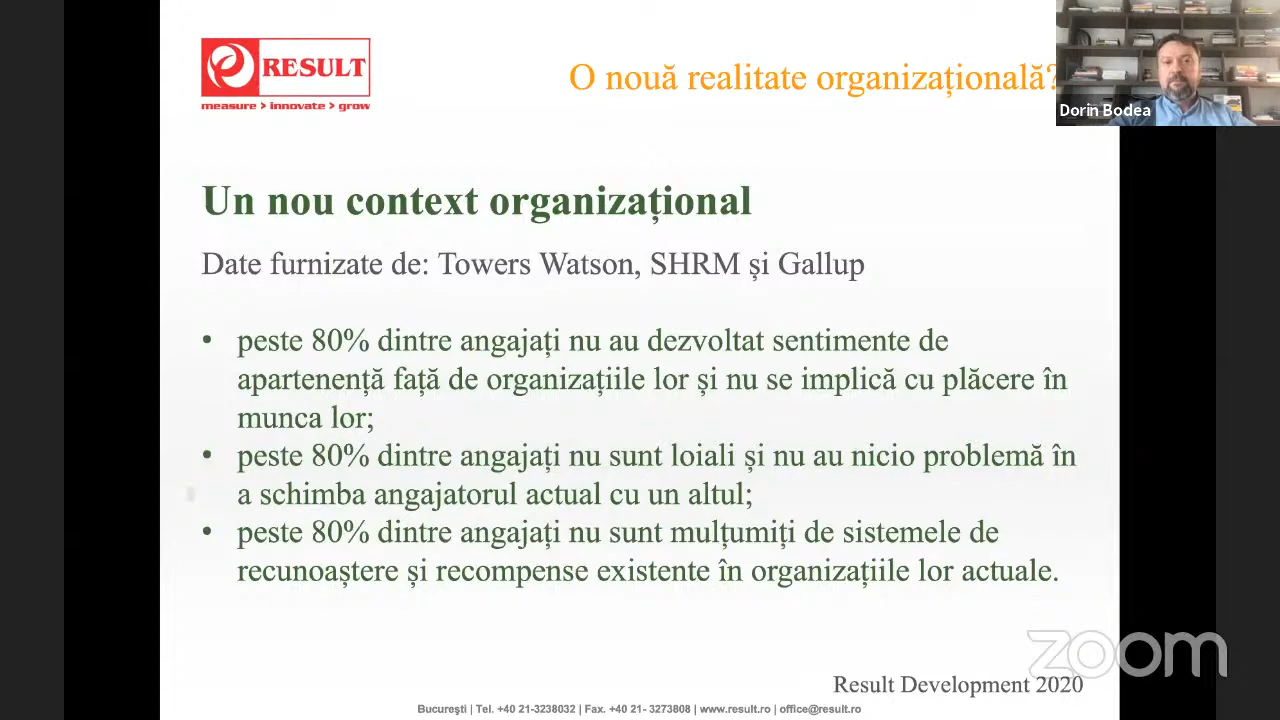 RESULT
measure > innovate > grow
O nouă realitate organizațională?
Dorin Bodea
Un nou context organizațional
Date furnizate de: Towers Watson, SHRM și Gallup
• peste 80% dintre angajați nu au dezvoltat sentimente de
apartenență față de organizațiile lor și nu se implică cu plăcere în
munca lor;
• peste 80% dintre angajați nu sunt loiali și nu au nicio problemă în
a schimba angajatorul actual cu un altul;
• peste 80% dintre angajați nu sunt mulțumiți de sistemele de
recunoaștere și recompense existente în organizațiile lor actuale.
zoom
Result Development 2020
Bucureşti | Tel. +40 21-3238032 | Fax. +40 21- 3273808 | www.result.ro | office@result.ro